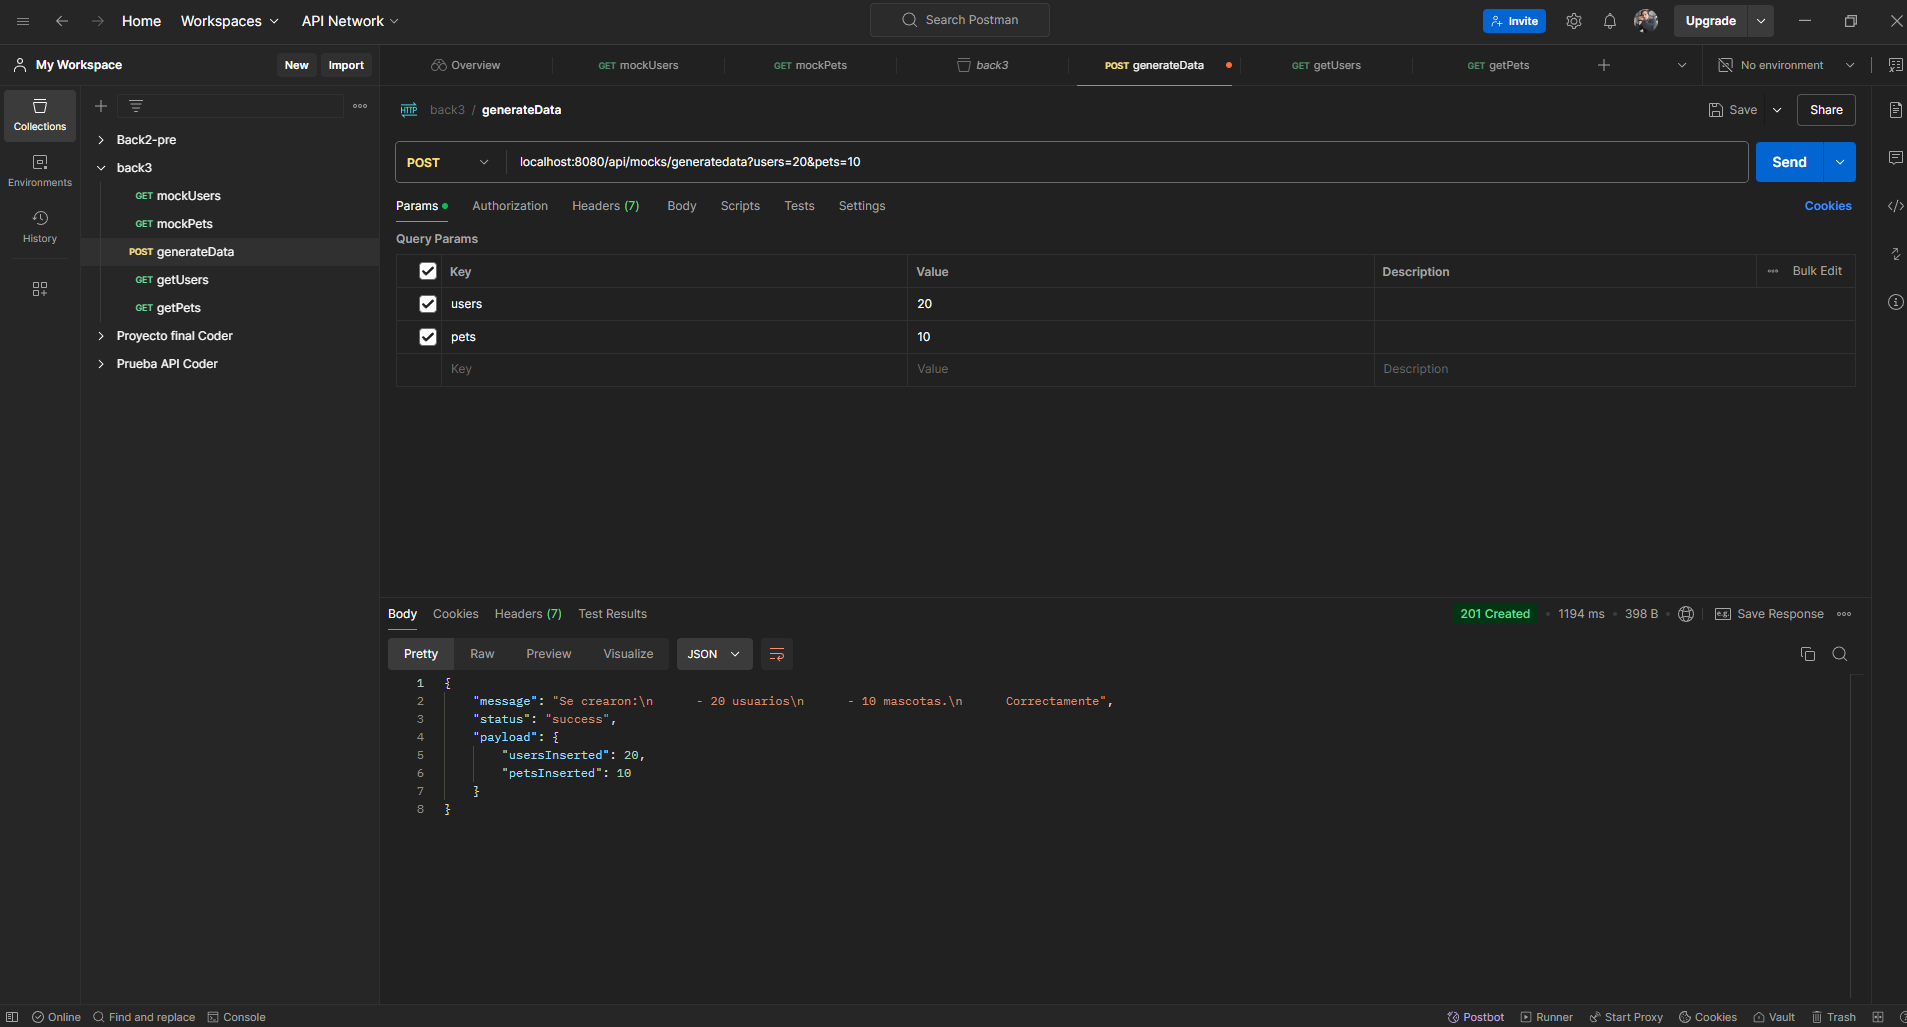 Home Workspaces API Network Search Postman Invite Upgrade
My Workspace New Import Overview GET mockUsers GET mockPets back3 POST generateData GET getUsers GET getPets No environment
Collections
Environments
History
Back2-pre
back3
GET mockUsers
GET mockPets
POST generateData
GET getUsers
GET getPets
Proyecto final Coder
Prueba API Coder
HTTP back3 / generateData Save Share
POST localhost:8080/api/mocks/generatedata?users=20&pets=10 Send
Params Authorization Headers (7) Body Scripts Tests Settings Cookies
Query Params
Key Value Description Bulk Edit
users 20
pets 10
Key Value Description
Body Cookies Headers (7) Test Results 201 Created 1194 ms 398 B e.g. Save Response
Pretty Raw Preview Visualize JSON
1 {
2 "message": "Se crearon:\n      - 20 usuarios\n      - 10 mascotas.\n      Correctamente",
3 "status": "success",
4 "payload": {
5 "usersInserted": 20,
6 "petsInserted": 10
7 }
8 }
Online Find and replace Console Postbot Runner Start Proxy Cookies Vault Trash